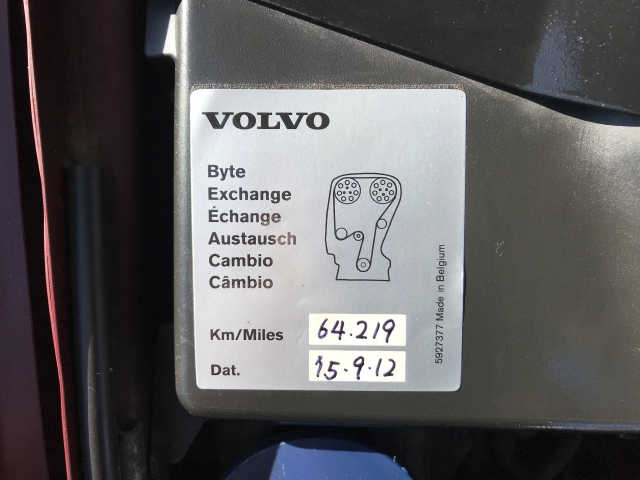 VOLVO
Byte
Exchange
Échange
Austausch
Cambio
Câmbio
Km/Miles 64.219
Dat. 15.9.12
5927377 Made in Belgium